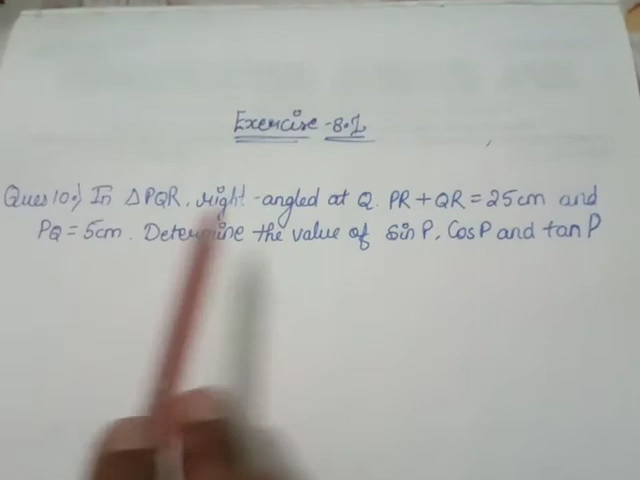 Exercise - 8.1
Ques 10.) In ΔPQR, right-angled at Q. PR + QR = 25cm and
PQ = 5cm. Determine the value of sin P, Cos P and tan P